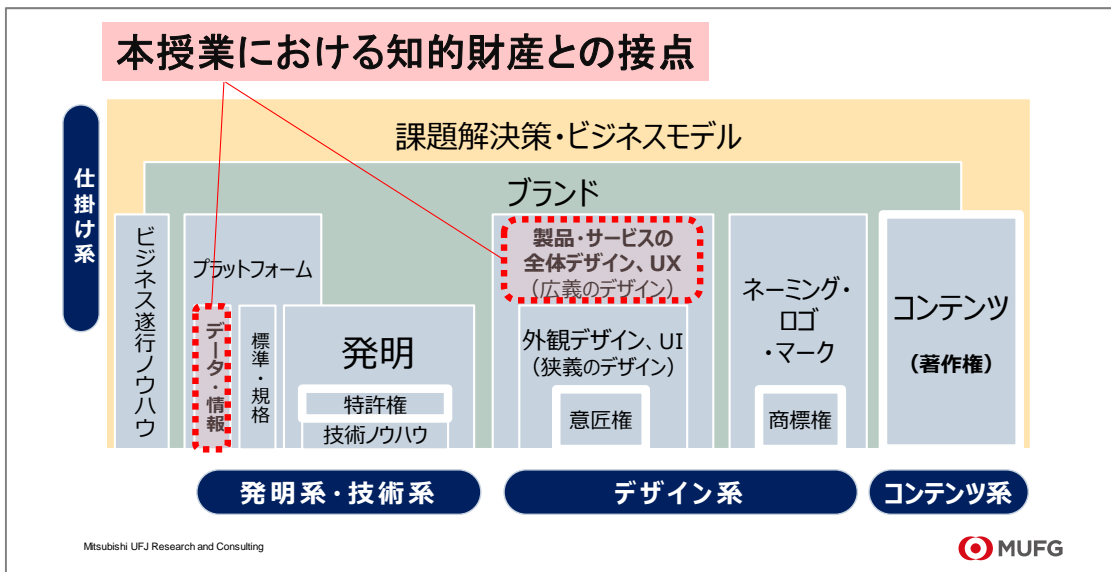 本授業における知的財産との接点
課題解決策・ビジネスモデル
仕掛け系
ブランド
ビジネス遂行ノウハウ
プラットフォーム
データ・情報
標準・規格
発明
特許権
技術ノウハウ
製品・サービスの
全体デザイン、UX
（広義のデザイン）
外観デザイン、UI
（狭義のデザイン）
意匠権
ネーミング・
ロゴ
・マーク
商標権
コンテンツ
（著作権）
発明系・技術系
デザイン系
コンテンツ系
Mitsubishi UFJ Research and Consulting
MUFG